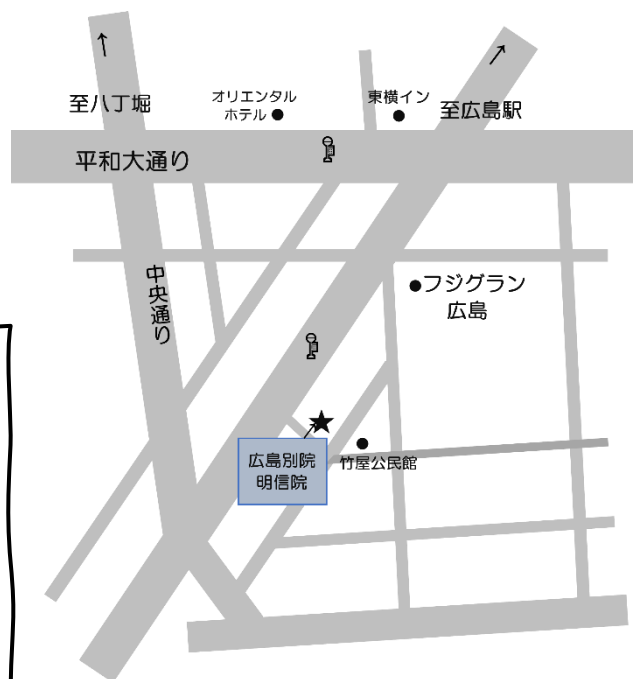 至八丁堀
オリエンタル
ホテル
東横イン
至広島駅
平和大通り
中央通り
フジグラン
広島
広島別院
明信院
竹屋公民館